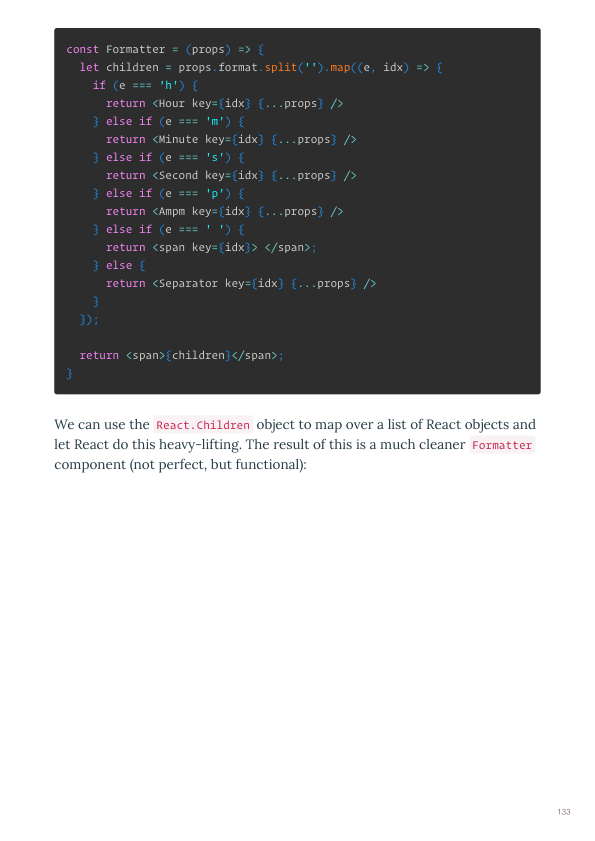 const Formatter = (props) => {
  let children = props.format.split('').map((e, idx) => {
    if (e === 'h') {
      return <Hour key={idx} {...props} />
    } else if (e === 'm') {
      return <Minute key={idx} {...props} />
    } else if (e === 's') {
      return <Second key={idx} {...props} />
    } else if (e === 'p') {
      return <Ampm key={idx} {...props} />
    } else if (e === ' ') {
      return <span key={idx}> </span>;
    } else {
      return <Separator key={idx} {...props} />
    }
  });

  return <span>{children}</span>;
}
We can use the React.Children object to map over a list of React objects and
let React do this heavy-lifting. The result of this is a much cleaner Formatter
component (not perfect, but functional):
133